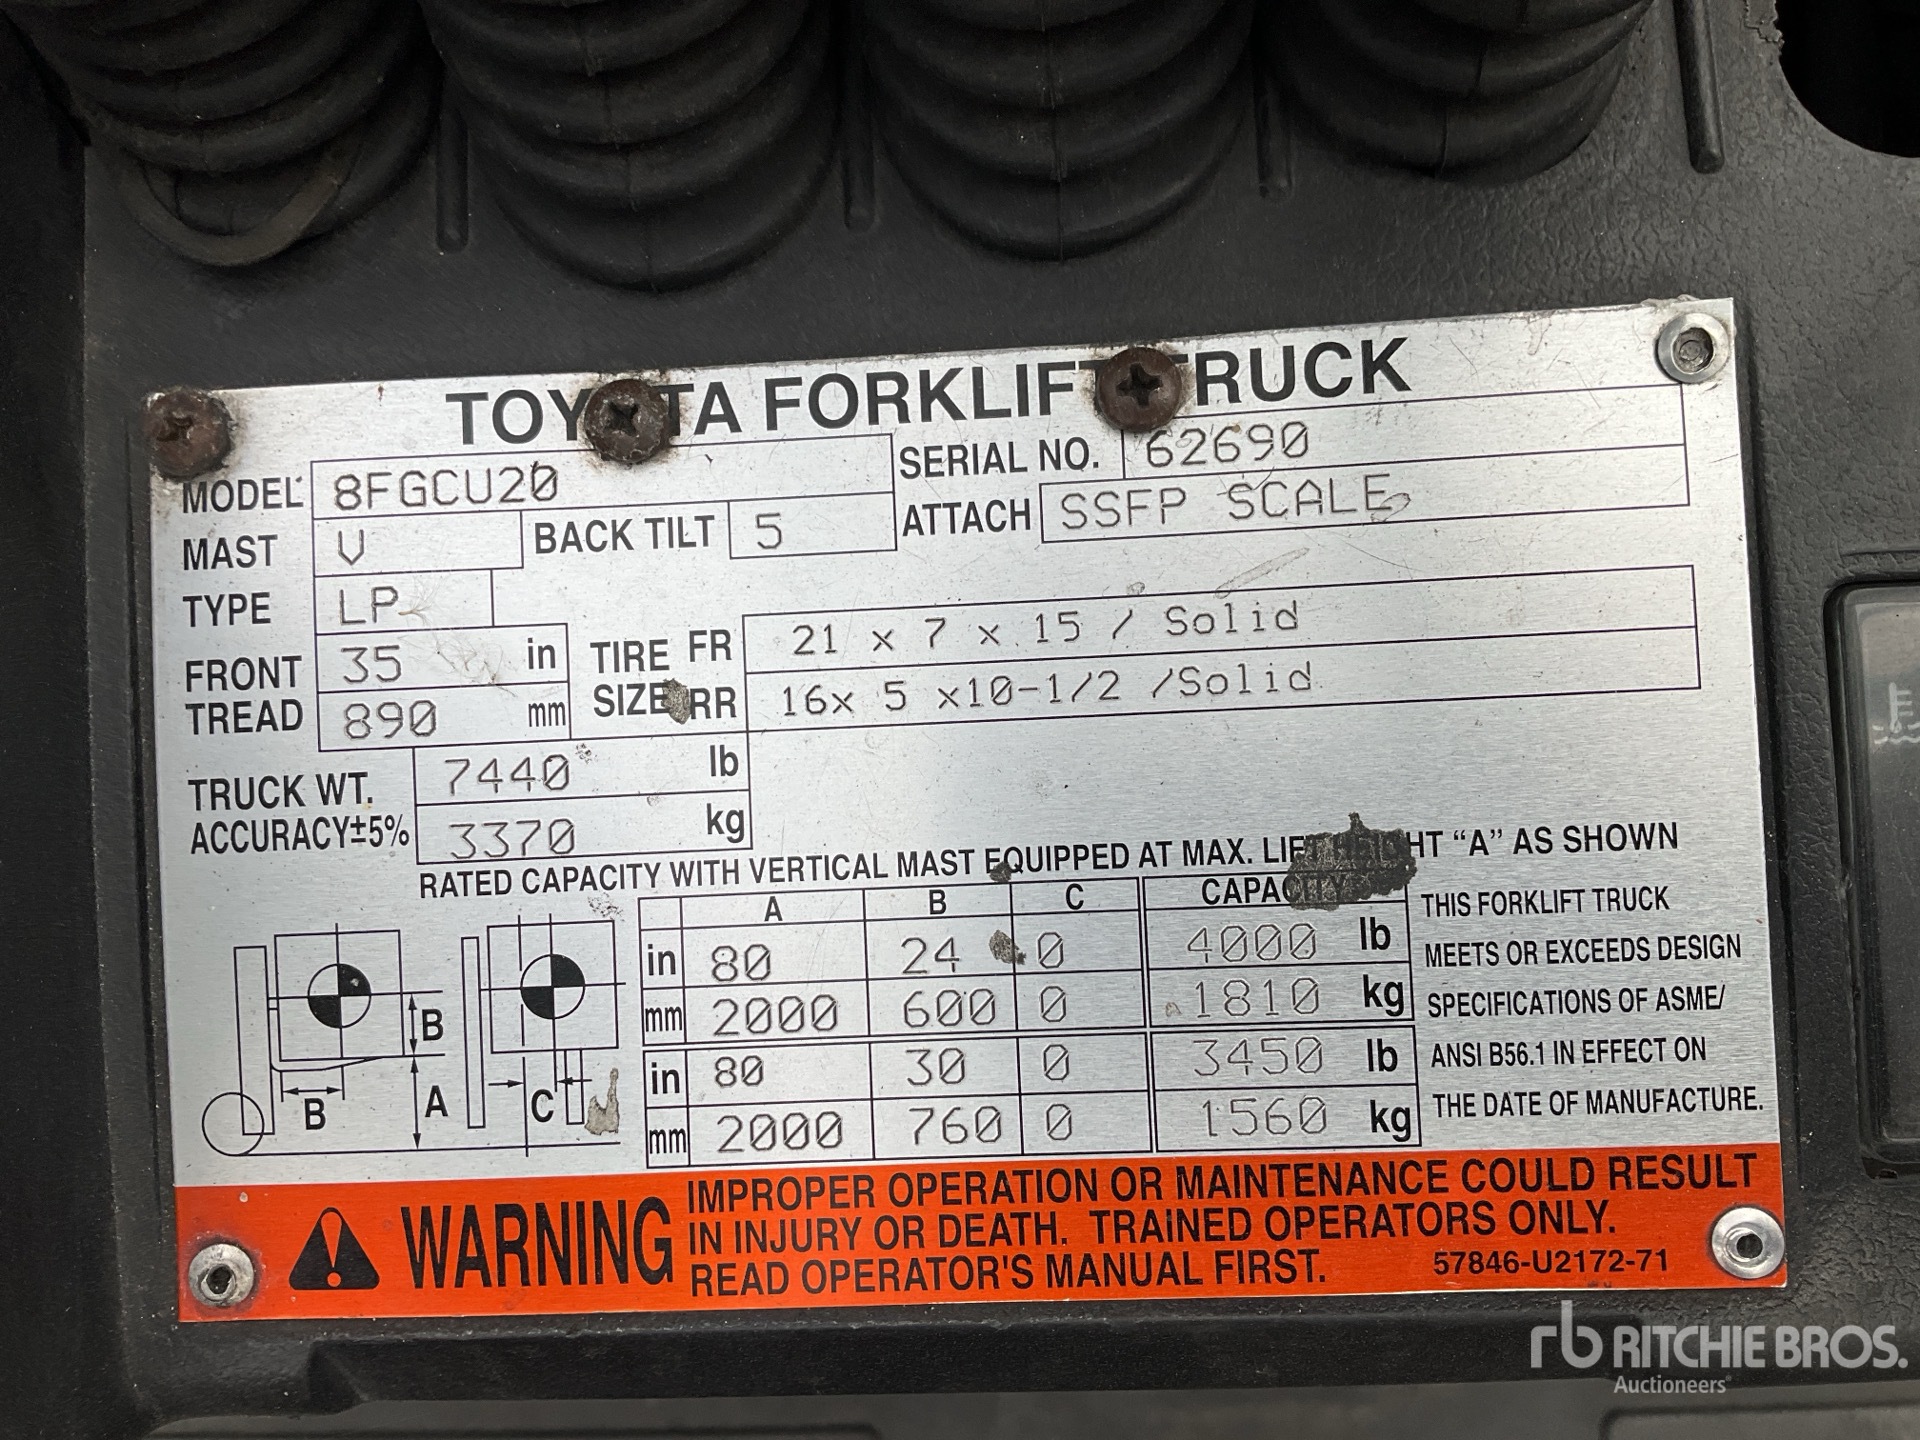 TOYOTA FORKLIFT TRUCK
MODEL 8FGCU20 SERIAL NO. 62690
MAST V BACK TILT 5 ATTACH SSFP SCALE
TYPE LP
FRONT TREAD 35 in
890 mm
TIRE SIZE FR 21 x 7 x 15 / Solid
RR 16x 5 x10-1/2 /Solid
TRUCK WT. 7440 lb
ACCURACY±5% 3370 kg
RATED CAPACITY WITH VERTICAL MAST EQUIPPED AT MAX. LIFT HEIGHT "A" AS SHOWN
A B C CAPACITY
in 80 24 0 4000 lb
mm 2000 600 0 1810 kg
in 80 30 0 3450 lb
mm 2000 760 0 1560 kg
B
B A C
THIS FORKLIFT TRUCK
MEETS OR EXCEEDS DESIGN
SPECIFICATIONS OF ASME/
ANSI B56.1 IN EFFECT ON
THE DATE OF MANUFACTURE.
WARNING
IMPROPER OPERATION OR MAINTENANCE COULD RESULT
IN INJURY OR DEATH. TRAINED OPERATORS ONLY.
READ OPERATOR'S MANUAL FIRST. 57846-U2172-71
rb RITCHIE BROS.
Auctioneers